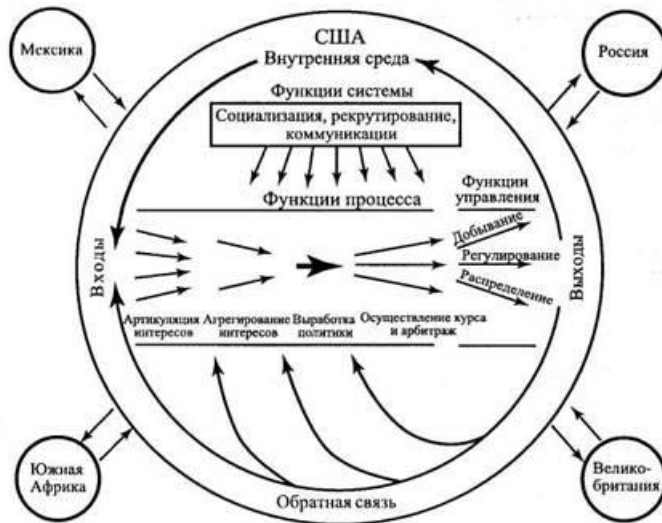 США
Мексика
Россия
Внутренняя среда
Функции системы
Социализация, рекрутирование,
коммуникации
Функции процесса
Функции
управления
Входы
Добывание
Регулирование
Распределение
Выходы
Артикуляция
интересов
Агрегирование
интересов
Выработка
политики
Осуществление курса
и арбитраж
Южная
Африка
Обратная связь
Велико-
британия